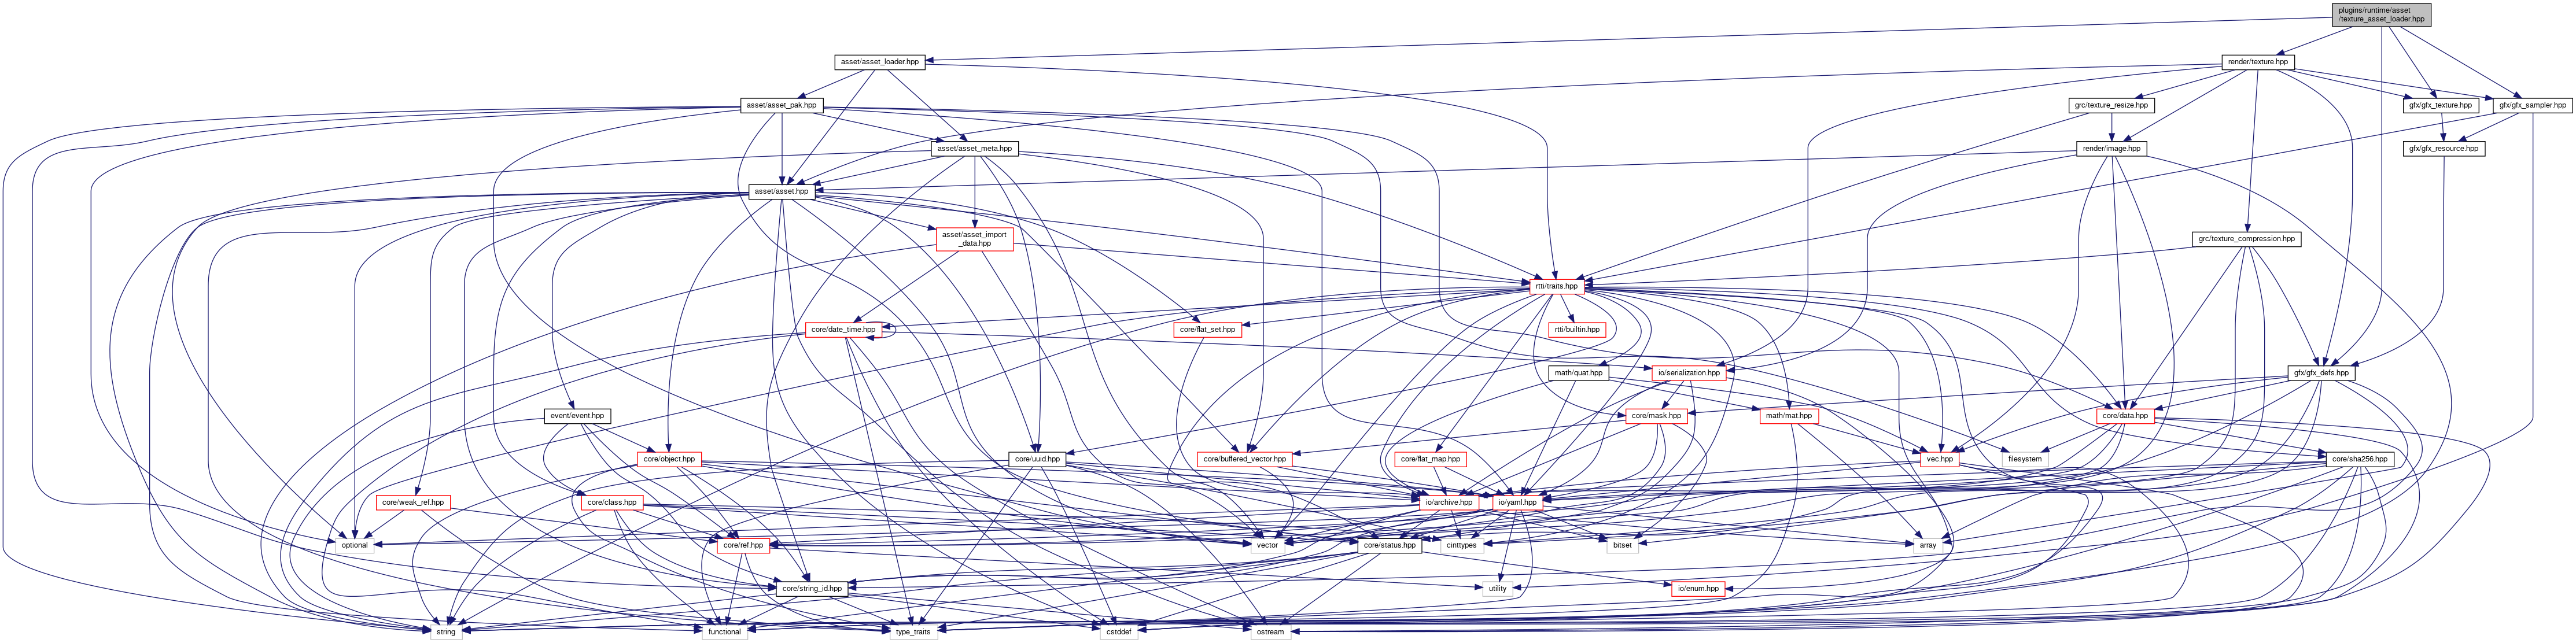 plugins/runtime/asset
/texture_asset_loader.hpp
asset/asset_loader.hpp
render/texture.hpp
asset/asset_pak.hpp
grc/texture_resize.hpp
gfx/gfx_texture.hpp
gfx/gfx_sampler.hpp
asset/asset_meta.hpp
render/image.hpp
gfx/gfx_resource.hpp
asset/asset.hpp
asset/asset_import
_data.hpp
grc/texture_compression.hpp
rtti/traits.hpp
core/date_time.hpp
core/flat_set.hpp
rtti/builtin.hpp
math/quat.hpp
io/serialization.hpp
gfx/gfx_defs.hpp
event/event.hpp
core/mask.hpp
math/mat.hpp
core/data.hpp
core/object.hpp
core/uuid.hpp
core/buffered_vector.hpp
core/flat_map.hpp
vec.hpp
filesystem
core/sha256.hpp
core/weak_ref.hpp
core/class.hpp
io/archive.hpp
io/yaml.hpp
optional
core/ref.hpp
vector
core/status.hpp
cinttypes
bitset
array
core/string_id.hpp
utility
io/enum.hpp
string
functional
type_traits
cstddef
ostream